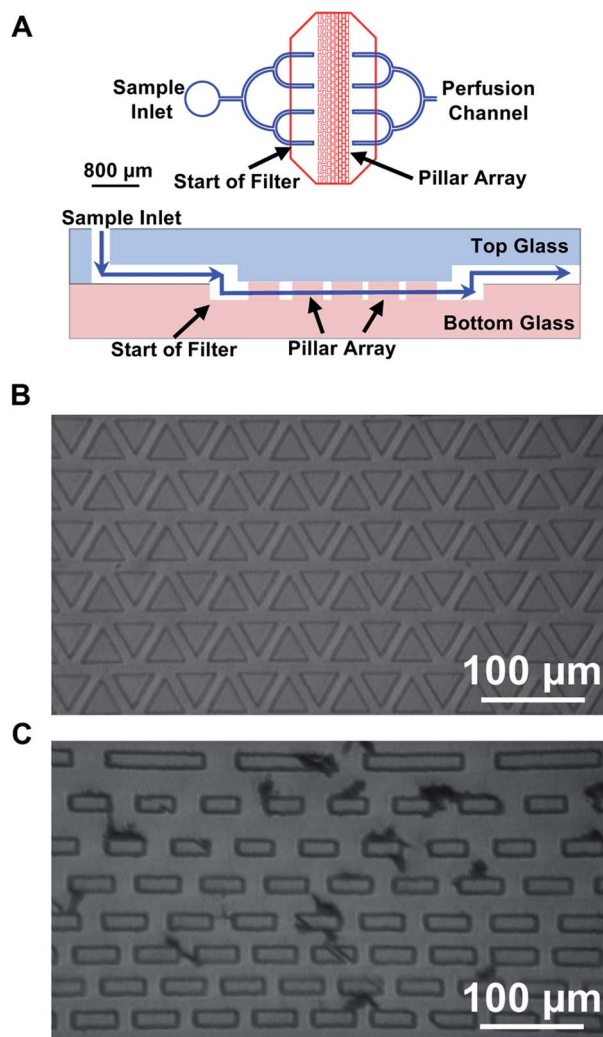 A
Sample
Inlet
Perfusion
Channel
800 µm
Start of Filter
Pillar Array
Sample Inlet
Top Glass
Bottom Glass
Start of Filter
Pillar Array
B
100 µm
C
100 µm